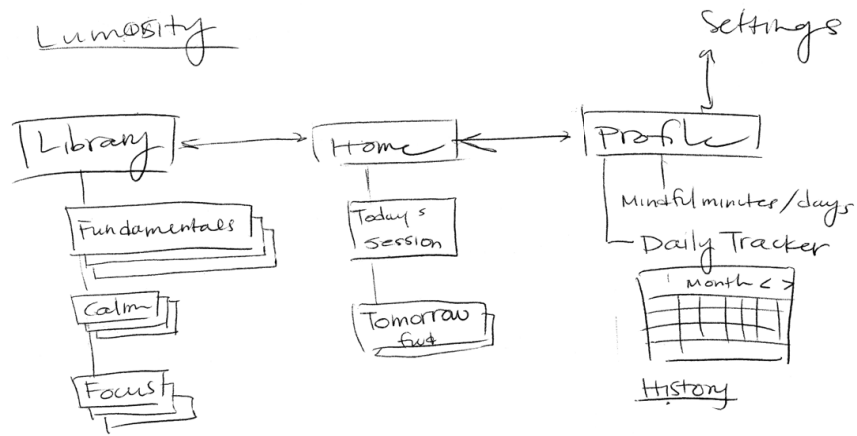 Lumosity
Settings
Library
Home
Profile
Fundamentals
Today's
Session
Mindful minutes/days
Daily Tracker
Month < >
Calm
Tomorrow
Focus
History